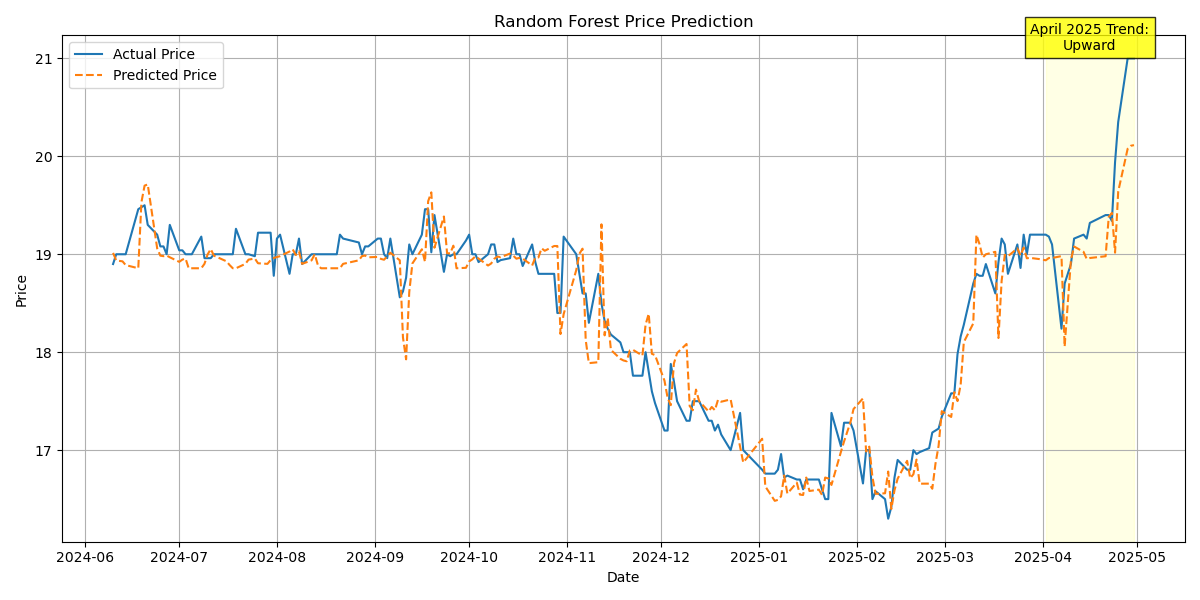 Random Forest Price Prediction
April 2025 Trend:
Upward
Actual Price
Predicted Price
Price
21
20
19
18
17
2024-06 2024-07 2024-08 2024-09 2024-10 2024-11 2024-12 2025-01 2025-02 2025-03 2025-04 2025-05
Date